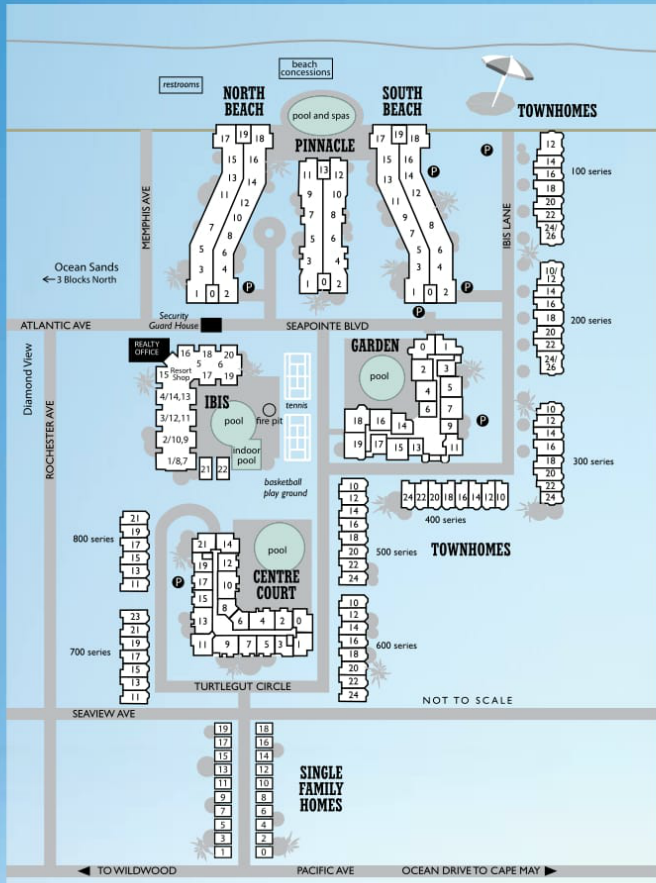 beach
concessions
restrooms
NORTH
BEACH
SOUTH
BEACH
TOWNHOMES
pool and spas
PINNACLE
17 19 18
15 16
13 14
11 12
10
9 8
7
5 6
3 4
1 0 2
11 13 12
9 10
7 8
5 6
3 4
1 0 2
17 19 18
15 16
13 14
11 12
9 10
7 8
5 6
3 4
1 0 2
P
P
P
P
P
MEMPHIS AVE
IBIS LANE
12
14
16
18
20
22
24/
26
100 series
10/
12
14
16
18
20
22
24/
26
200 series
Ocean Sands
3 Blocks North
Security
Guard House
ATLANTIC AVE
SEAPOINTE BLVD
Diamond View
ROCHESTER AVE
REALTY
OFFICE
16 18 20
5 6
15 Resort
Shop
17 19
4/14,13
3/12,11
2/10,9
1/8,7
IBIS
pool
fire pit
indoor
pool
21 22
tennis
basketball
play ground
GARDEN
pool
0 1
2 3
4 5
6 7
9
18 16 14
19 17 15 13 11
P
10
12
14
16
18
20
22
24
300 series
24 22 20 18 16 14 12 10
400 series
TOWNHOMES
10
12
14
16
18
20
22
24
500 series
10
12
14
16
18
20
22
24
600 series
800 series
21
19
17
15
13
11
700 series
23
21
19
17
15
13
11
P
pool
CENTRE
COURT
21 14
19 12
17 10
15 8
13 6 4 2 0
11 9 7 5 3 1
TURTLEGUT CIRCLE
NOT TO SCALE
SEAVIEW AVE
19 18
17 16
15 14
13 12
11 10
9 8
7 6
5 4
3 2
1 0
SINGLE
FAMILY
HOMES
TO WILDWOOD
PACIFIC AVE
OCEAN DRIVE TO CAPE MAY